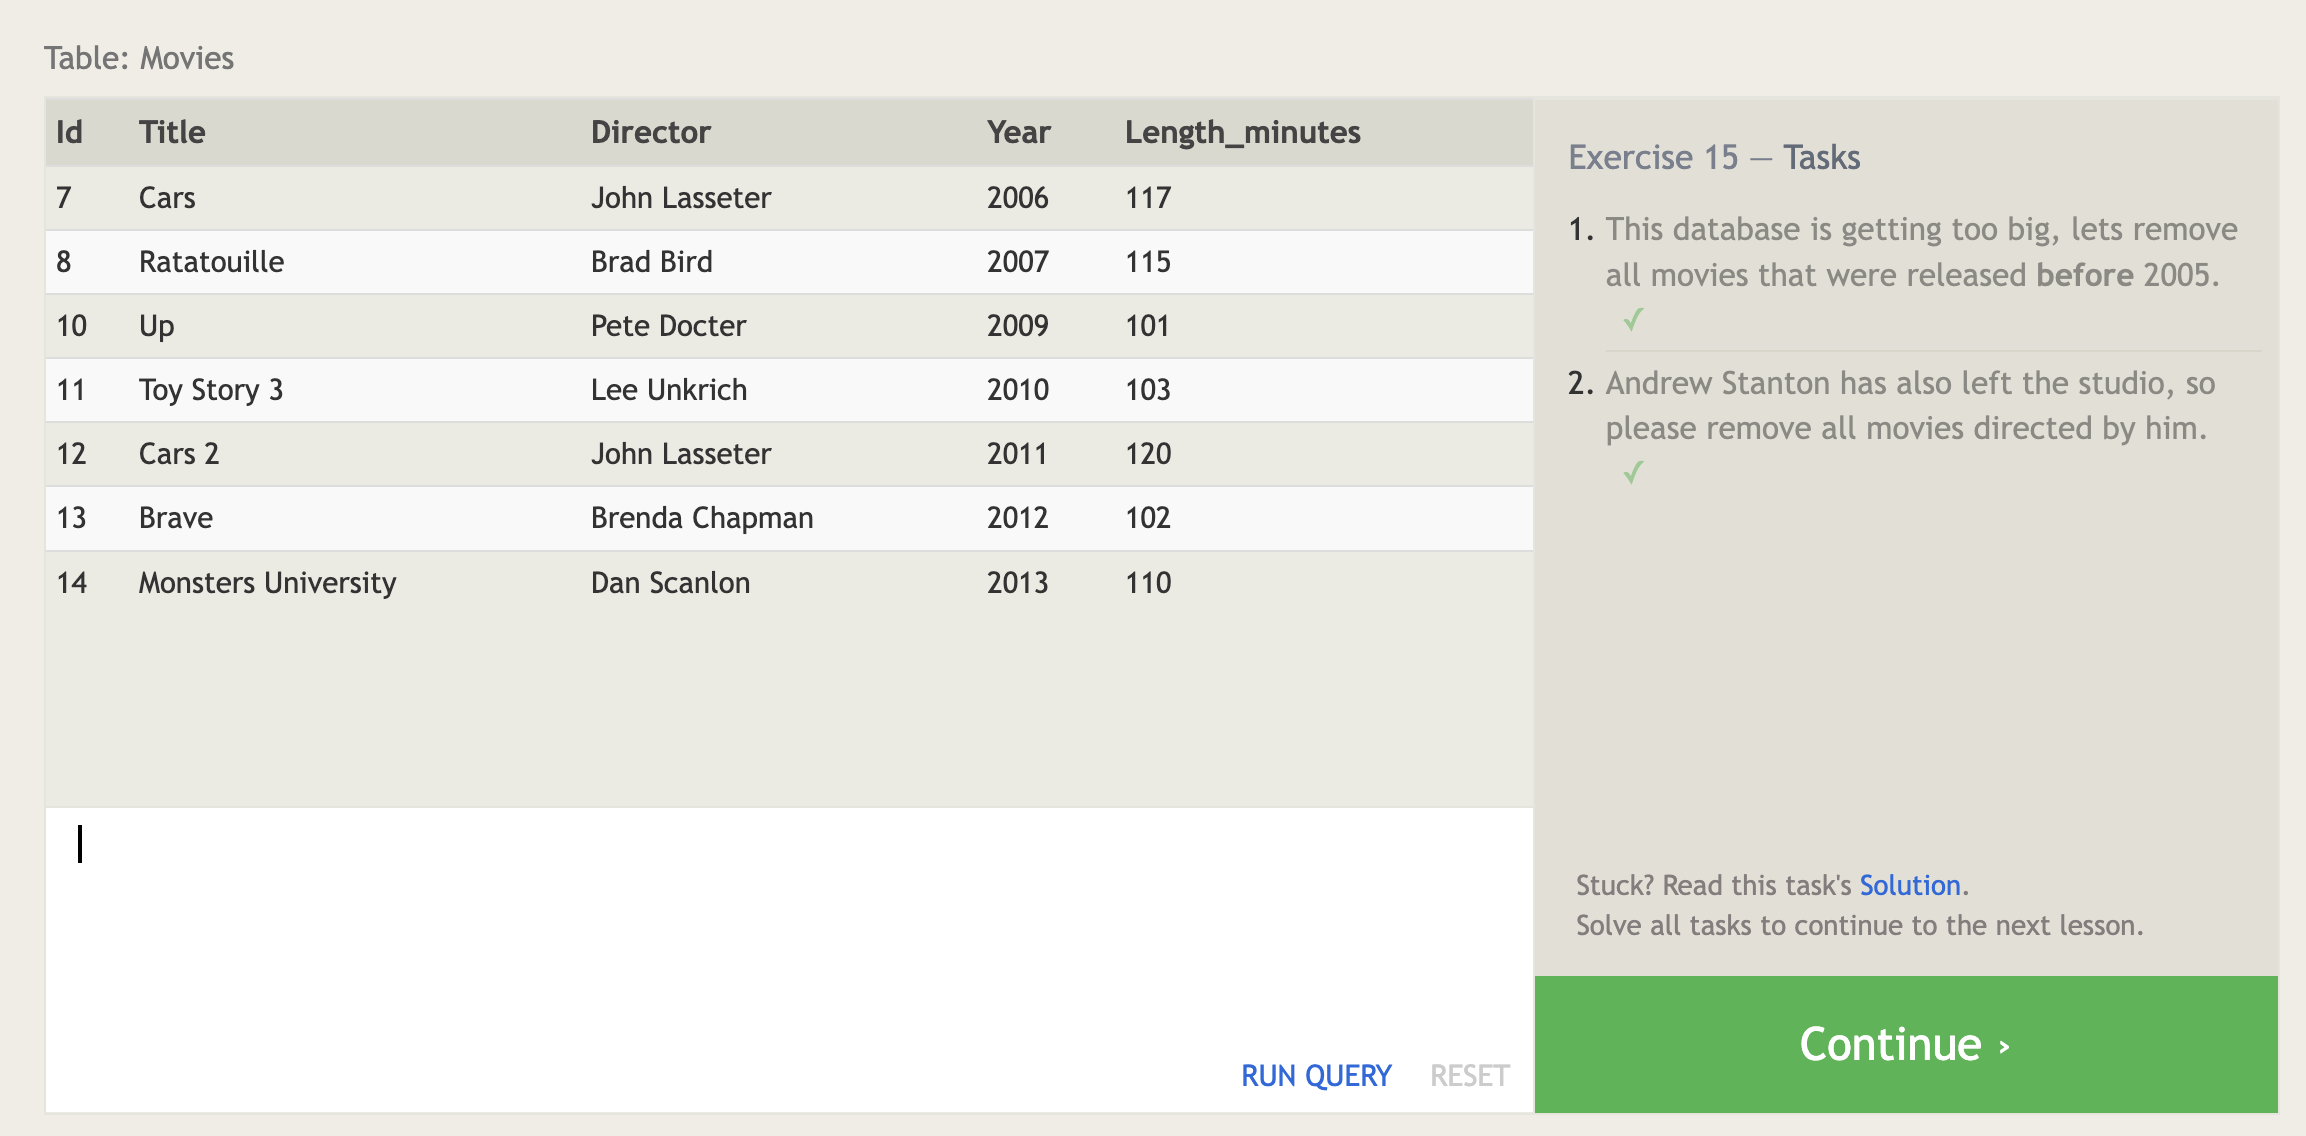 Table: Movies
Id Title Director Year Length_minutes
7 Cars John Lasseter 2006 117
8 Ratatouille Brad Bird 2007 115
10 Up Pete Docter 2009 101
11 Toy Story 3 Lee Unkrich 2010 103
12 Cars 2 John Lasseter 2011 120
13 Brave Brenda Chapman 2012 102
14 Monsters University Dan Scanlon 2013 110
RUN QUERY RESET
Exercise 15 — Tasks
1. This database is getting too big, lets remove
all movies that were released before 2005.
✓
2. Andrew Stanton has also left the studio, so
please remove all movies directed by him.
✓
Stuck? Read this task's Solution.
Solve all tasks to continue to the next lesson.
Continue ›